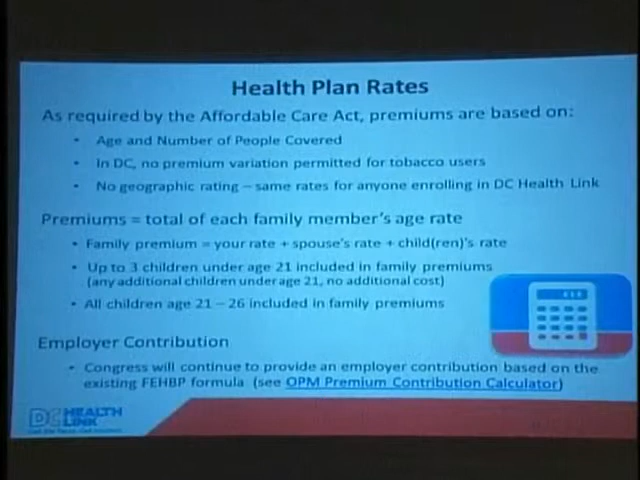 Health Plan Rates
As required by the Affordable Care Act, premiums are based on:
• Age and Number of People Covered
• In DC, no premium variation permitted for tobacco users
• No geographic rating – same rates for anyone enrolling in DC Health Link
Premiums = total of each family member's age rate
• Family premium = your rate + spouse's rate + child(ren)'s rate
• Up to 3 children under age 21 included in family premiums
(any additional children under age 21, no additional cost)
• All children age 21 – 26 included in family premiums
Employer Contribution
• Congress will continue to provide an employer contribution based on the
existing FEHBP formula (see OPM Premium Contribution Calculator)
DC HEALTH
LINK